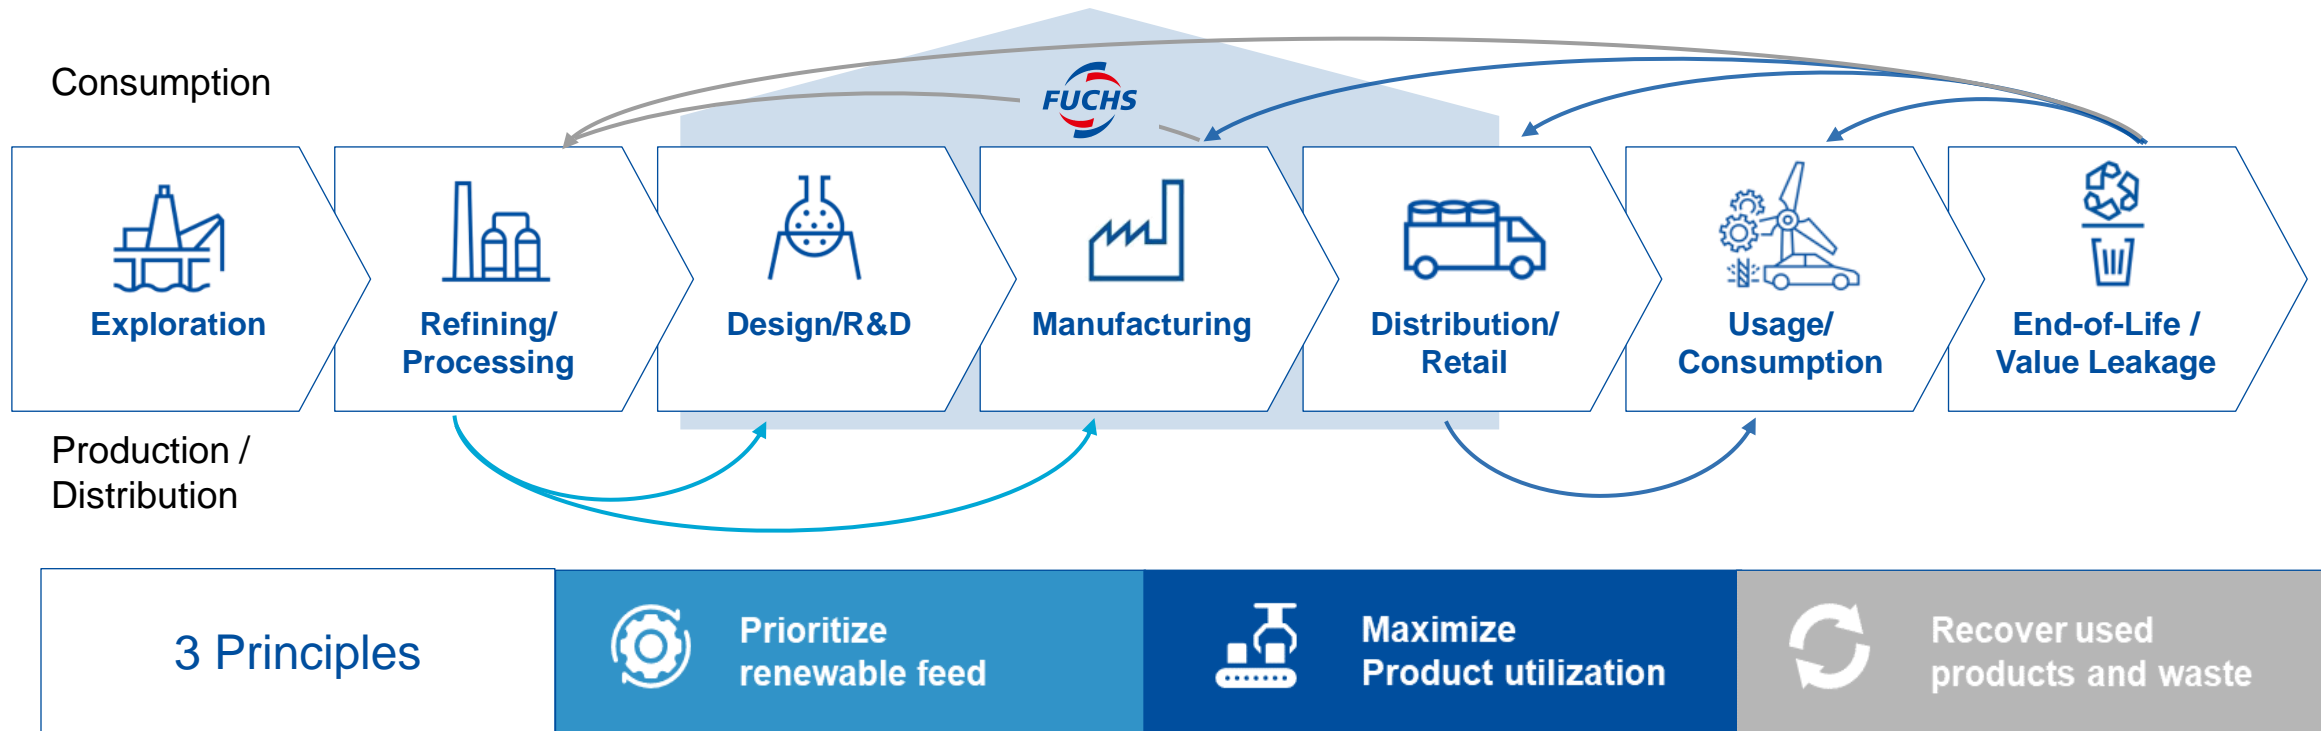 Consumption
FUCHS
Exploration
Refining/
Processing
Design/R&D
Manufacturing
Distribution/
Retail
Usage/
Consumption
End-of-Life /
Value Leakage
Production /
Distribution
3 Principles
Prioritize
renewable feed
Maximize
Product utilization
Recover used
products and waste